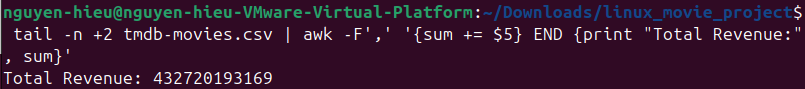 nguyen-hieu@nguyen-hieu-VMware-Virtual-Platform:~/Downloads/linux_movie_project$
 tail -n +2 tmdb-movies.csv | awk -F',' '{sum += $5} END {print "Total Revenue:"
, sum}'
Total Revenue: 432720193169